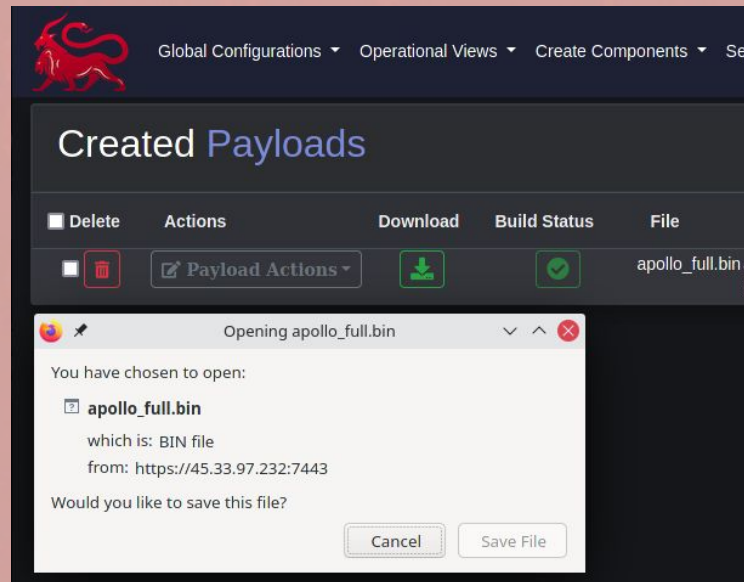 Global Configurations Operational Views Create Components Se
Created Payloads
Delete Actions Download Build Status File
Payload Actions apollo_full.bin
Opening apollo_full.bin
You have chosen to open:
apollo_full.bin
which is: BIN file
from: https://45.33.97.232:7443
Would you like to save this file?
Cancel Save File